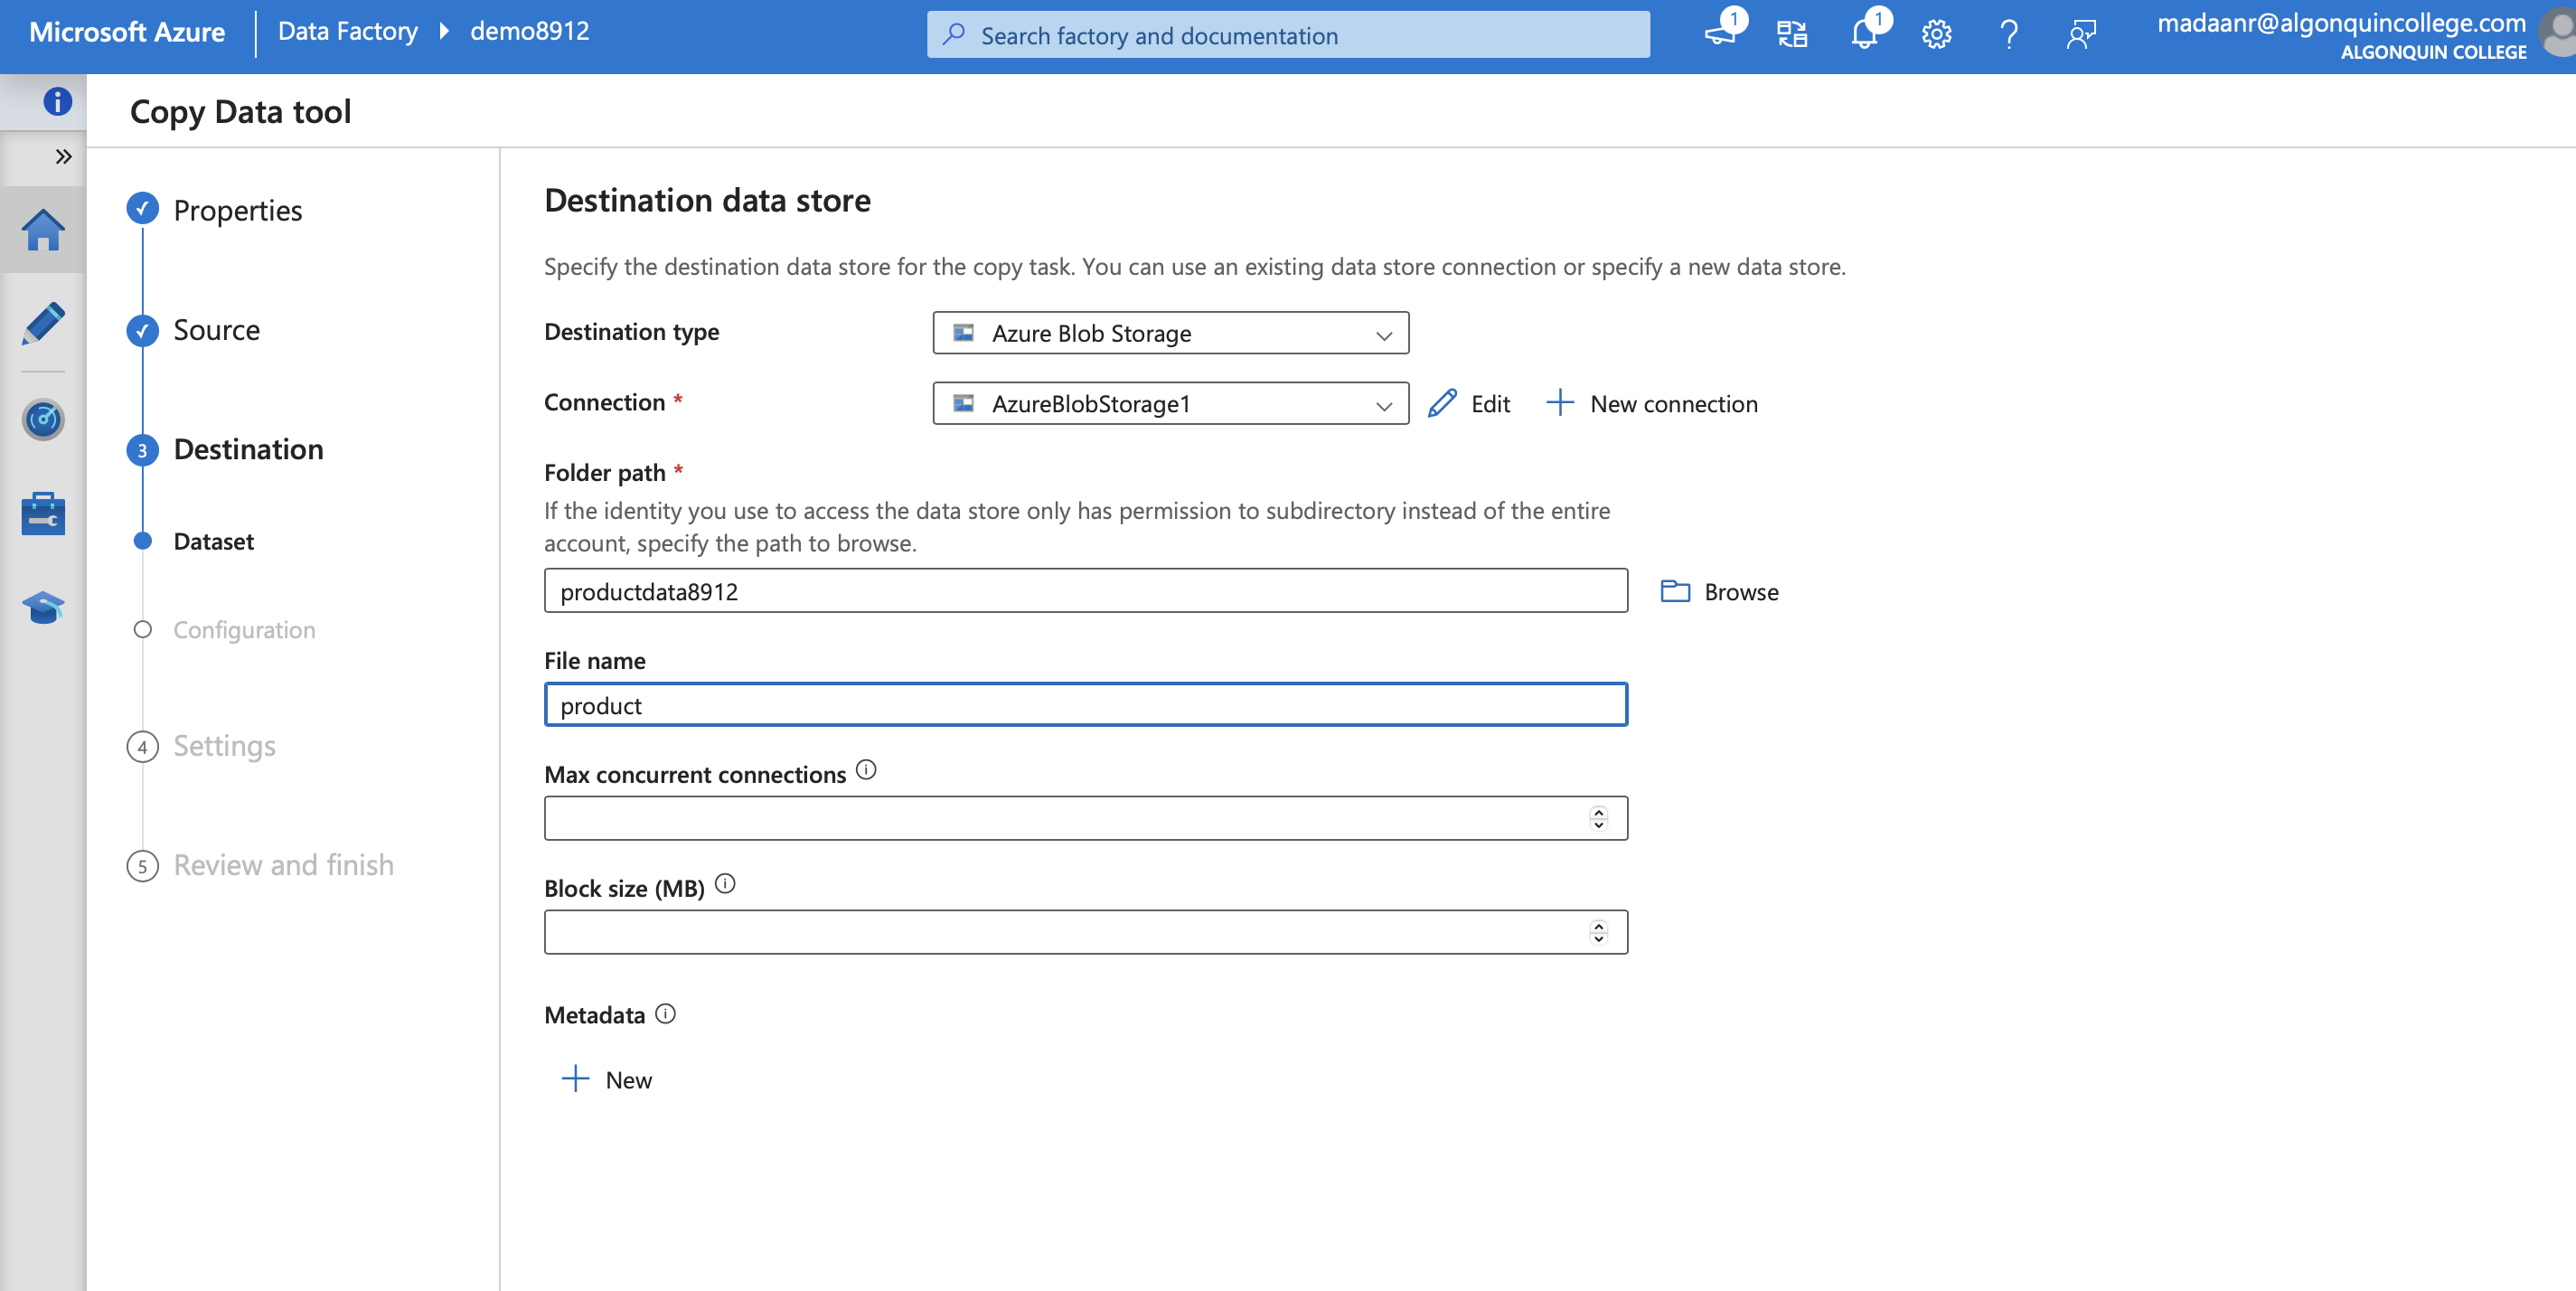 Microsoft Azure
Data Factory
demo8912
Search factory and documentation
1
1
madaanr@algonquincollege.com
ALGONQUIN COLLEGE
Copy Data tool
Properties
Source
3 Destination
Dataset
Configuration
4 Settings
5 Review and finish
Destination data store
Specify the destination data store for the copy task. You can use an existing data store connection or specify a new data store.
Destination type
Azure Blob Storage
Connection *
AzureBlobStorage1
Edit
New connection
Folder path *
If the identity you use to access the data store only has permission to subdirectory instead of the entire
account, specify the path to browse.
productdata8912
Browse
File name
product
Max concurrent connections
Block size (MB)
Metadata
New